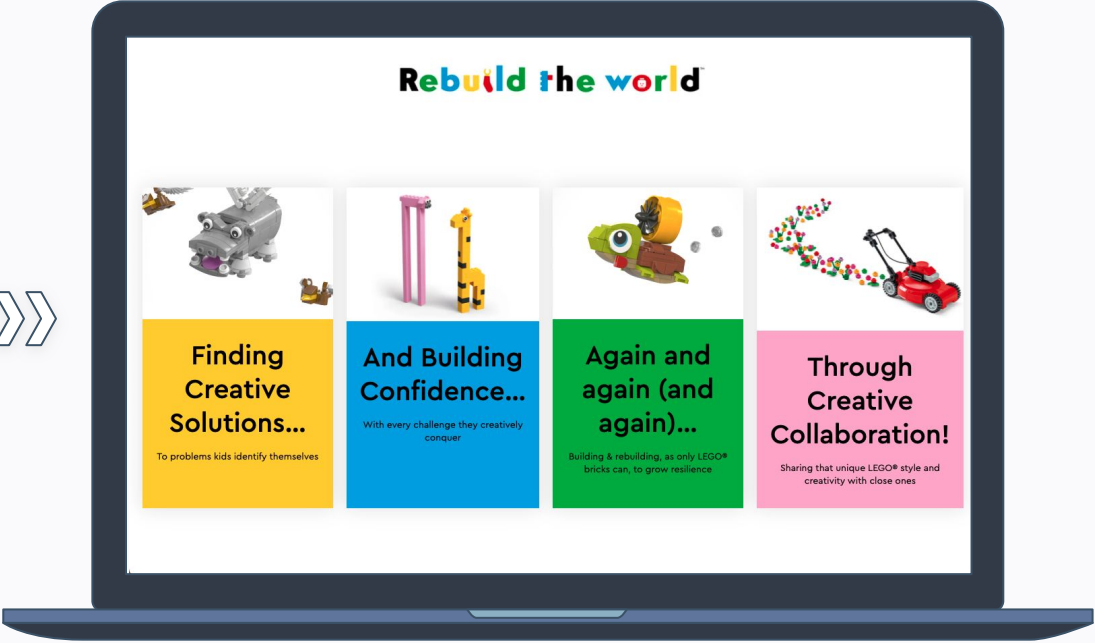 Rebuild the world™
Finding
Creative
Solutions...
To problems kids identify themselves
And Building
Confidence...
With every challenge they creatively
conquer
Again and
again (and
again)...
Building & rebuilding, as only LEGO®
bricks can, to grow resilience
Through
Creative
Collaboration!
Sharing that unique LEGO® style and
creativity with close ones